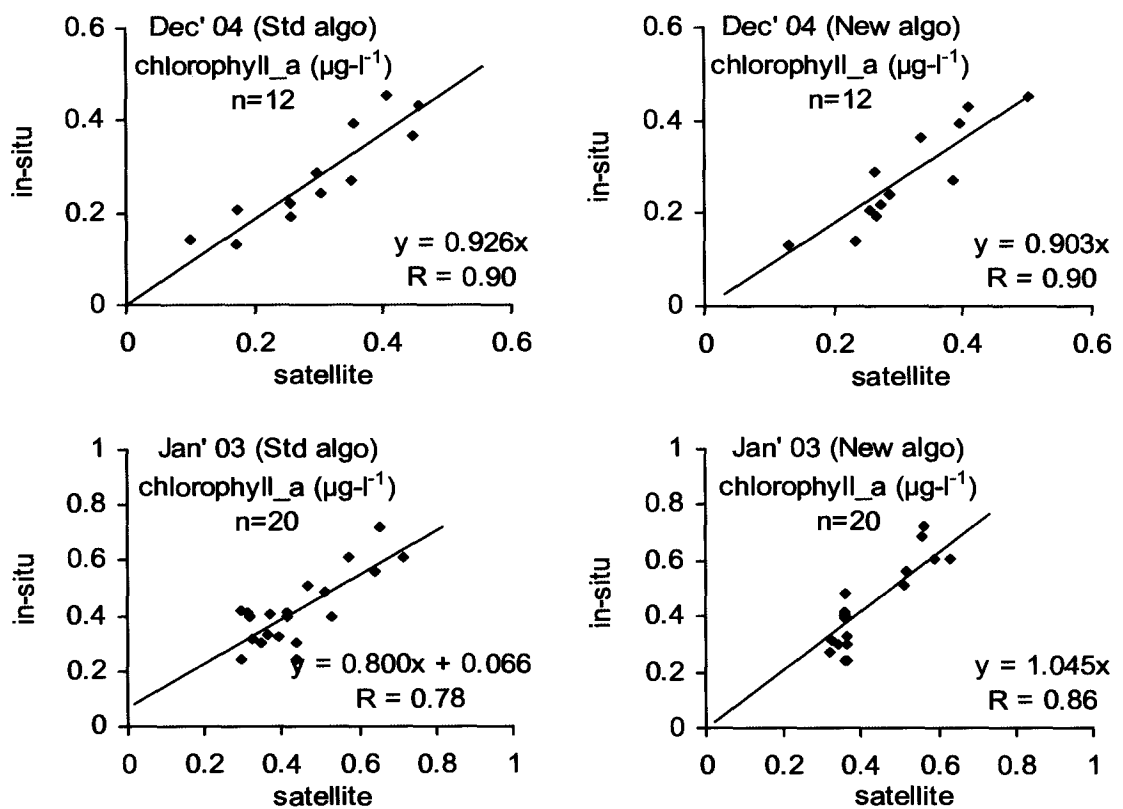 0.6
0.4
0.2
0
in-situ
Dec' 04 (Std algo)
chlorophyll_a (µg-l⁻¹)
n=12
y = 0.926x
R = 0.90
0 0.2 0.4 0.6
satellite
0.6
0.4
0.2
0
in-situ
Dec' 04 (New algo)
chlorophyll_a (µg-l⁻¹)
n=12
y = 0.903x
R = 0.90
0 0.2 0.4 0.6
satellite
1
0.8
0.6
0.4
0.2
0
in-situ
Jan' 03 (Std algo)
chlorophyll_a (µg-l⁻¹)
n=20
y = 0.800x + 0.066
R = 0.78
0 0.2 0.4 0.6 0.8 1
satellite
1
0.8
0.6
0.4
0.2
0
in-situ
Jan' 03 (New algo)
chlorophyll_a (µg-l⁻¹)
n=20
y = 1.045x
R = 0.86
0 0.2 0.4 0.6 0.8 1
satellite